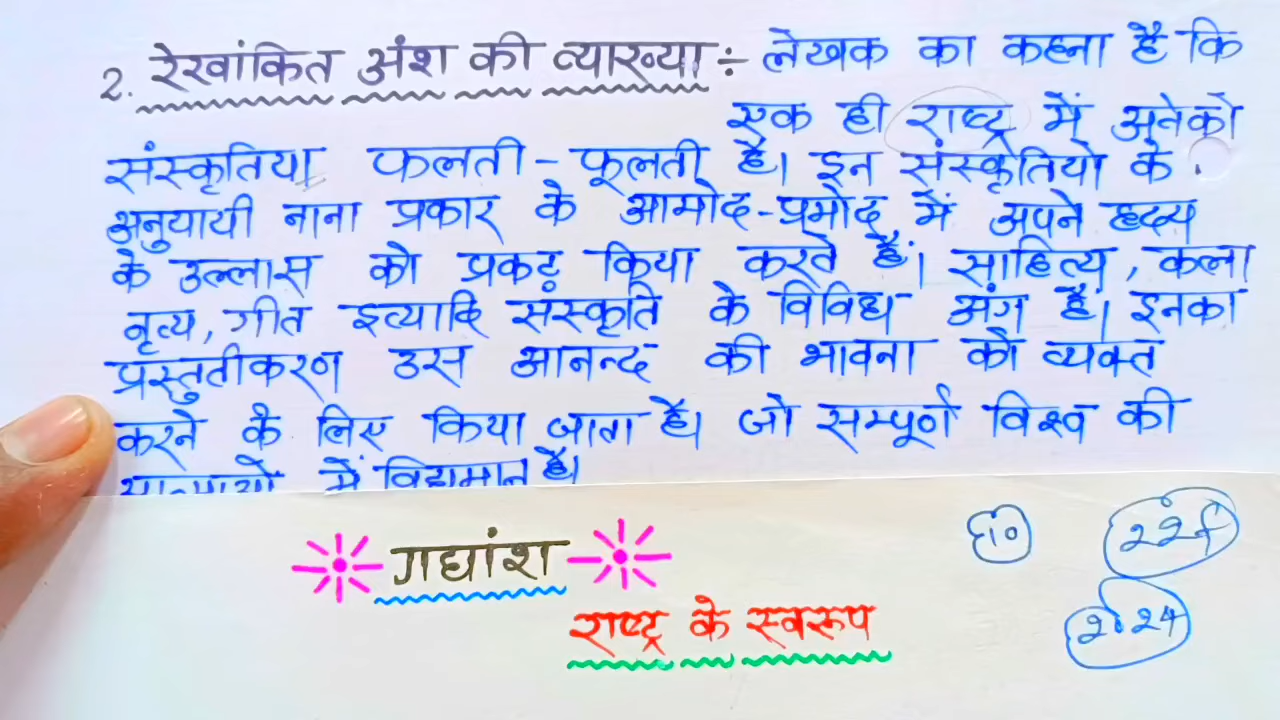 2. रेखांकित अंश की व्याख्या ÷ लेखक का कहना है कि
एक ही राष्ट्र में अनेको
संस्कृतिया फलती-फूलती है। इन संस्कृतियो के
अनुयायी नाना प्रकार के आमोद-प्रमोद में अपने हृदय
के उल्लास को प्रकट किया करते हैं। साहित्य, कला
नृत्य, गीत इत्यादि संस्कृति के विविध अंग हैं। इनका
प्रस्तुतीकरण उस आनन्द की भावना को व्यक्त
करने के लिए किया जाता है। जो सम्पूर्ण विश्व की
में विद्यमान है।
गद्यांश
राष्ट्र के स्वरूप
2024